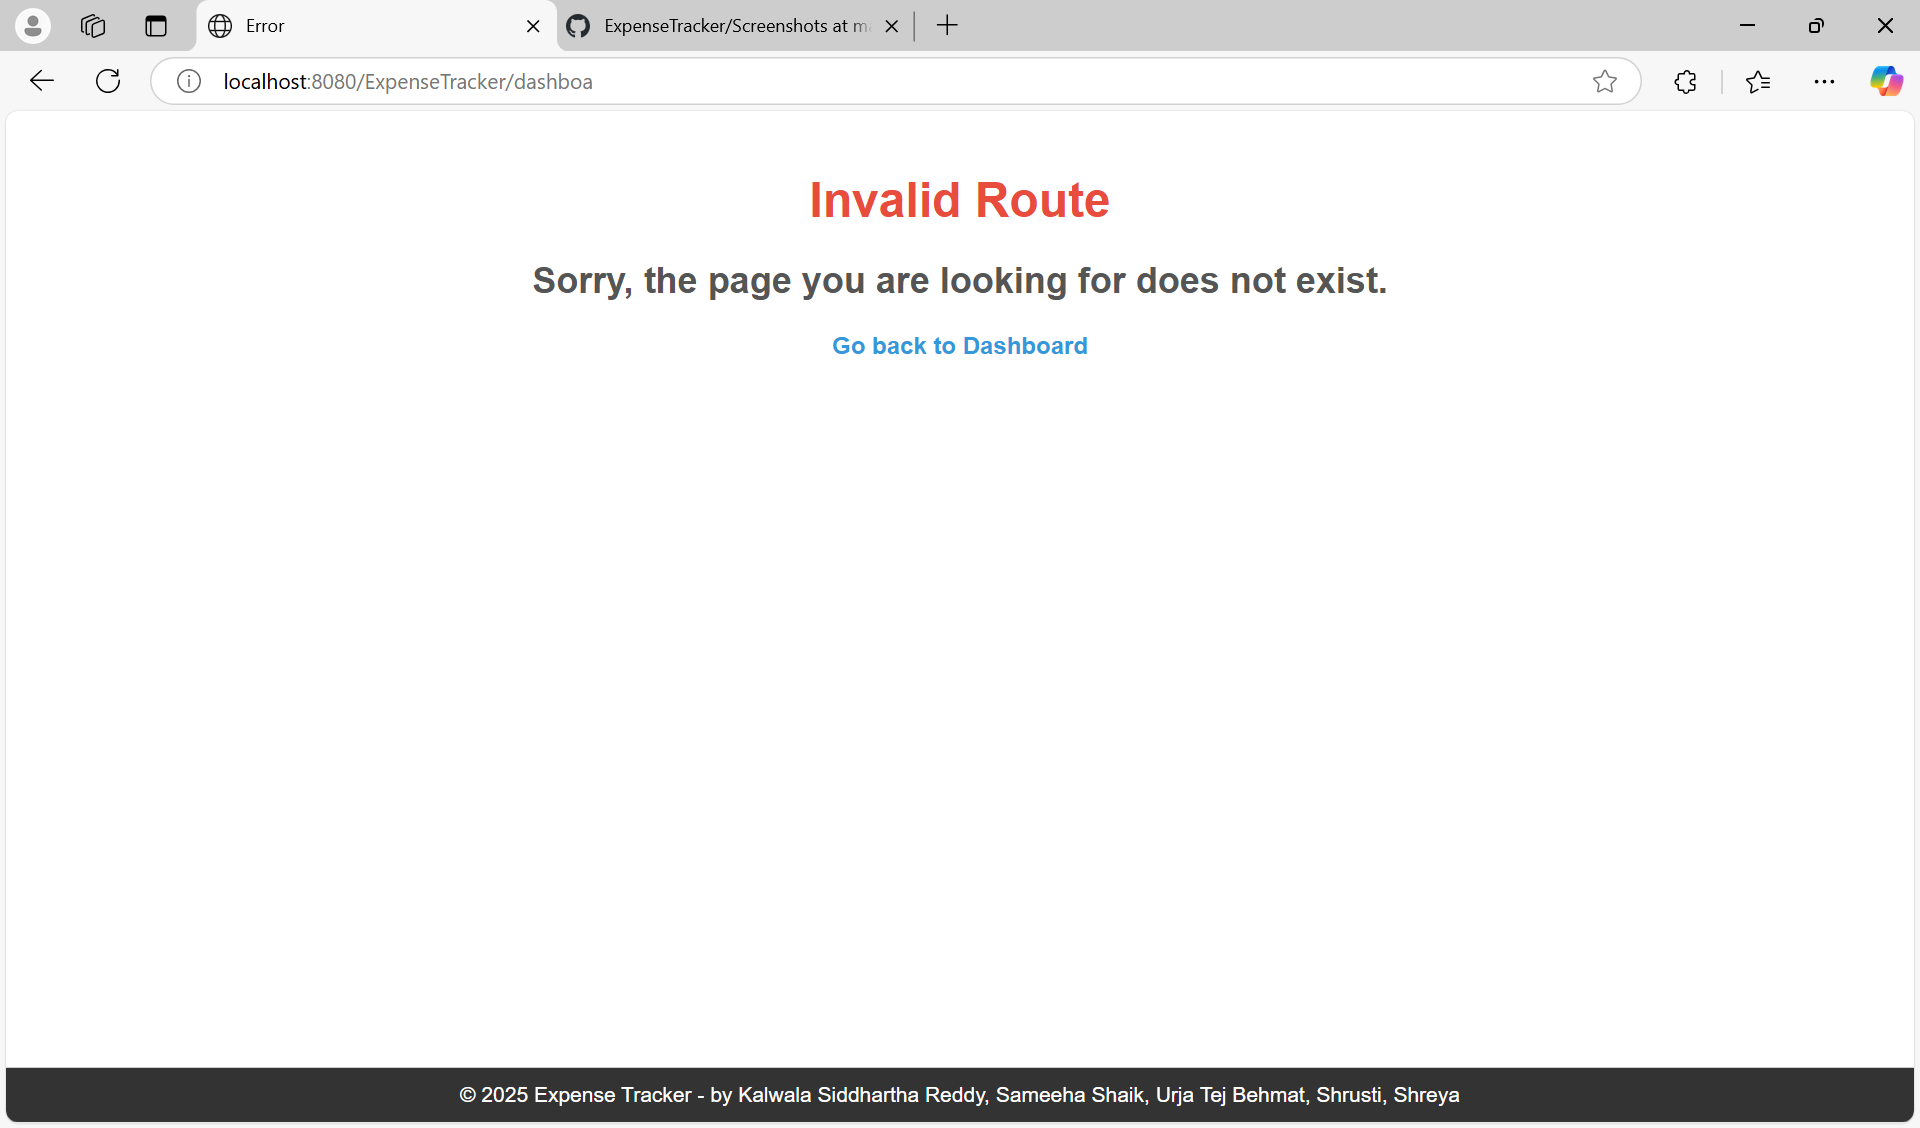 Error
ExpenseTracker/Screenshots at m
localhost:8080/ExpenseTracker/dashboa
Invalid Route
Sorry, the page you are looking for does not exist.
Go back to Dashboard
© 2025 Expense Tracker - by Kalwala Siddhartha Reddy, Sameeha Shaik, Urja Tej Behmat, Shrusti, Shreya